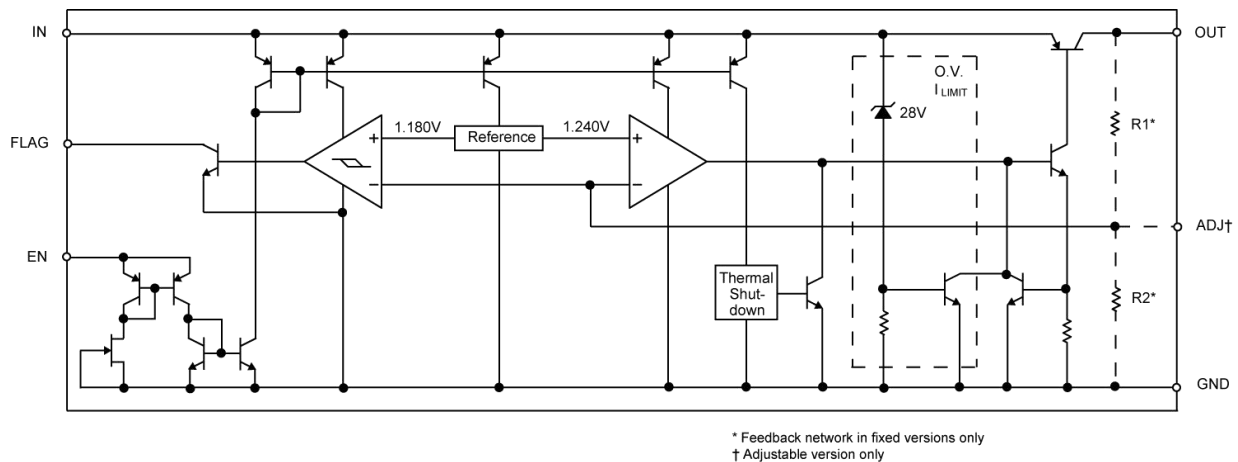 IN
OUT
O.V.
I LIMIT
28V
1.180V
Reference
1.240V
R1*
FLAG
ADJ†
EN
Thermal
Shut-
down
R2*
GND
* Feedback network in fixed versions only
† Adjustable version only